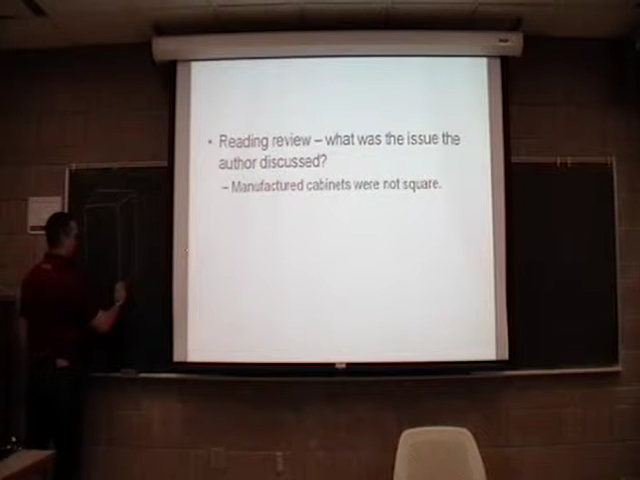 • Reading review – what was the issue the
author discussed?
– Manufactured cabinets were not square.